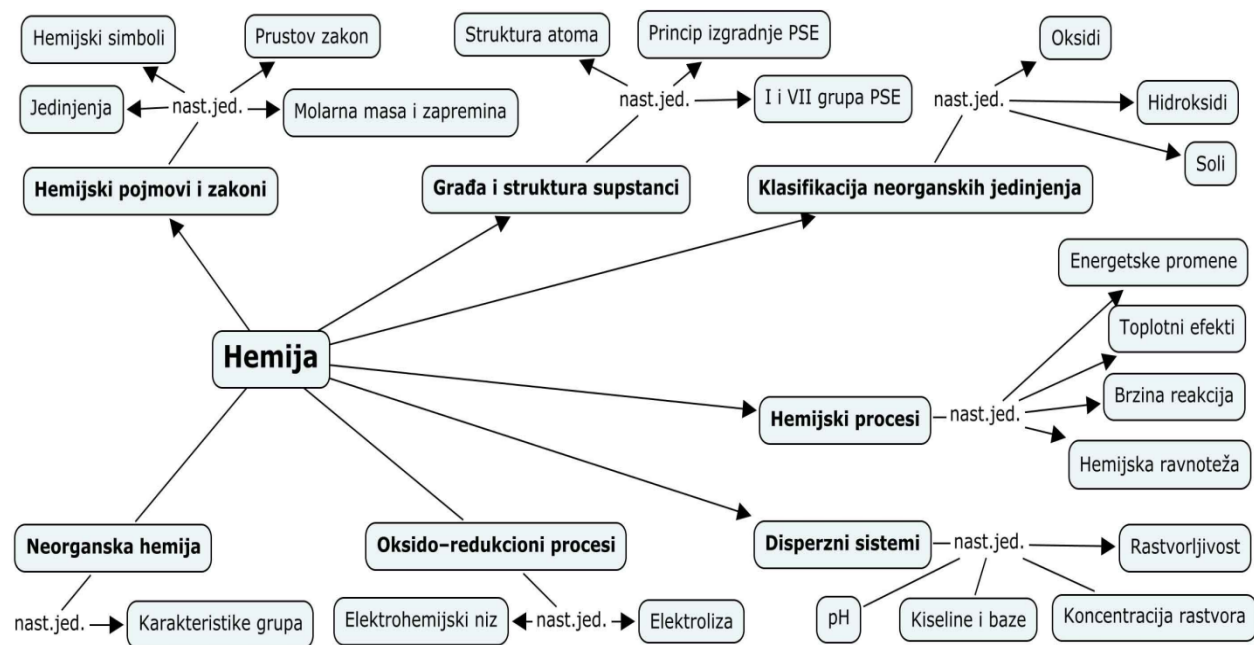 Hemijski simboli
Prustov zakon
Struktura atoma
Princip izgradnje PSE
Oksidi
Jedinjenja
nast.jed.
Molarna masa i zapremina
nast.jed.
I i VII grupa PSE
nast.jed.
Hidroksidi
Soli
Hemijski pojmovi i zakoni
Građa i struktura supstanci
Klasifikacija neorganskih jedinjenja
Energetske promene
Toplotni efekti
Hemija
Brzina reakcija
Hemijski procesi
nast.jed.
Hemijska ravnoteža
Neorganska hemija
Oksido–redukcioni procesi
Disperzni sistemi
nast.jed.
Rastvorljivost
nast.jed.
Karakteristike grupa
Elektrohemijski niz
nast.jed.
Elektroliza
pH
Kiseline i baze
Koncentracija rastvora